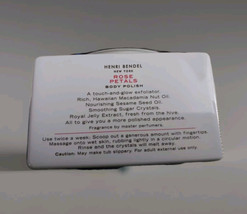 HENRI BENDEL
NEW YORK
ROSE
PETALS
BODY POLISH
A touch-and-glow exfoliator.
Rich, Hawaiian Macadamia Nut Oil.
Nourishing Sesame Seed Oil.
Smoothing Sugar Crystals.
Royal Jelly Extract, fresh from the hive.
All to give you a more polished appearance.
Fragrance by master perfumers
Use twice a week. Scoop out a generous amount with fingertips.
Massage onto wet skin, rubbing lightly in a circular motion.
Rinse and the crystals will melt away.
Caution: May make tub slippery. For adult external use only.